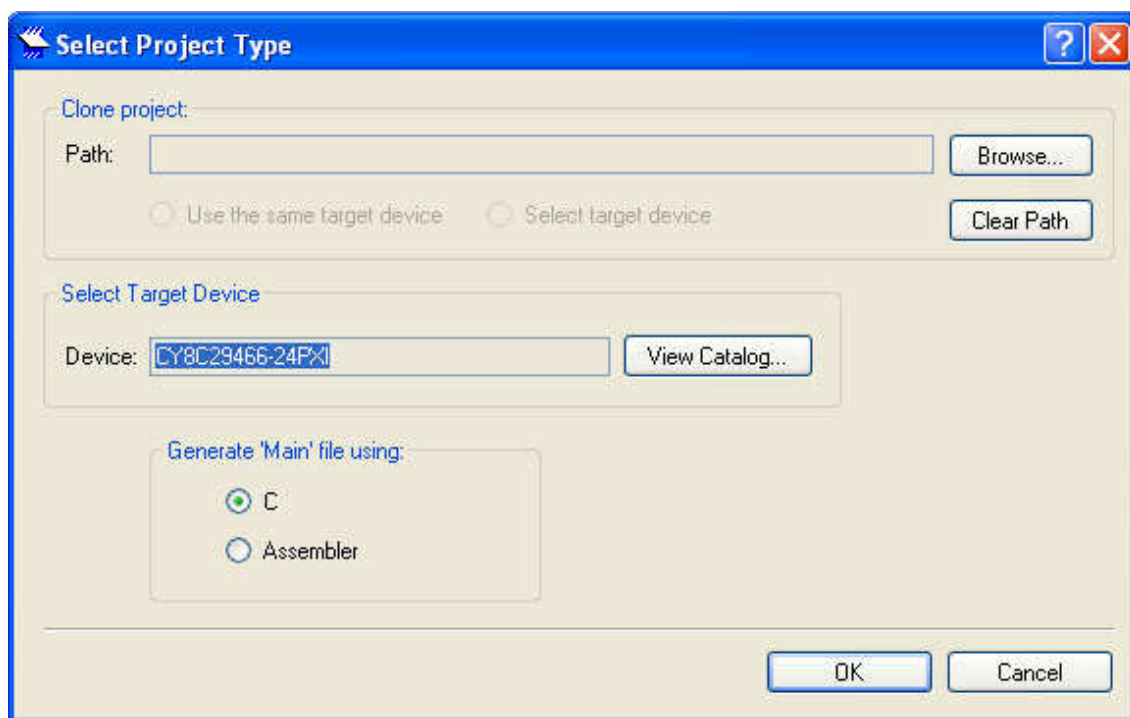 Select Project Type
Clone project:
Path:
Browse...
Use the same target device
Select target device
Clear Path
Select Target Device
Device:
CY8C29466-24PXI
View Catalog...
Generate 'Main' file using:
C
Assembler
OK
Cancel